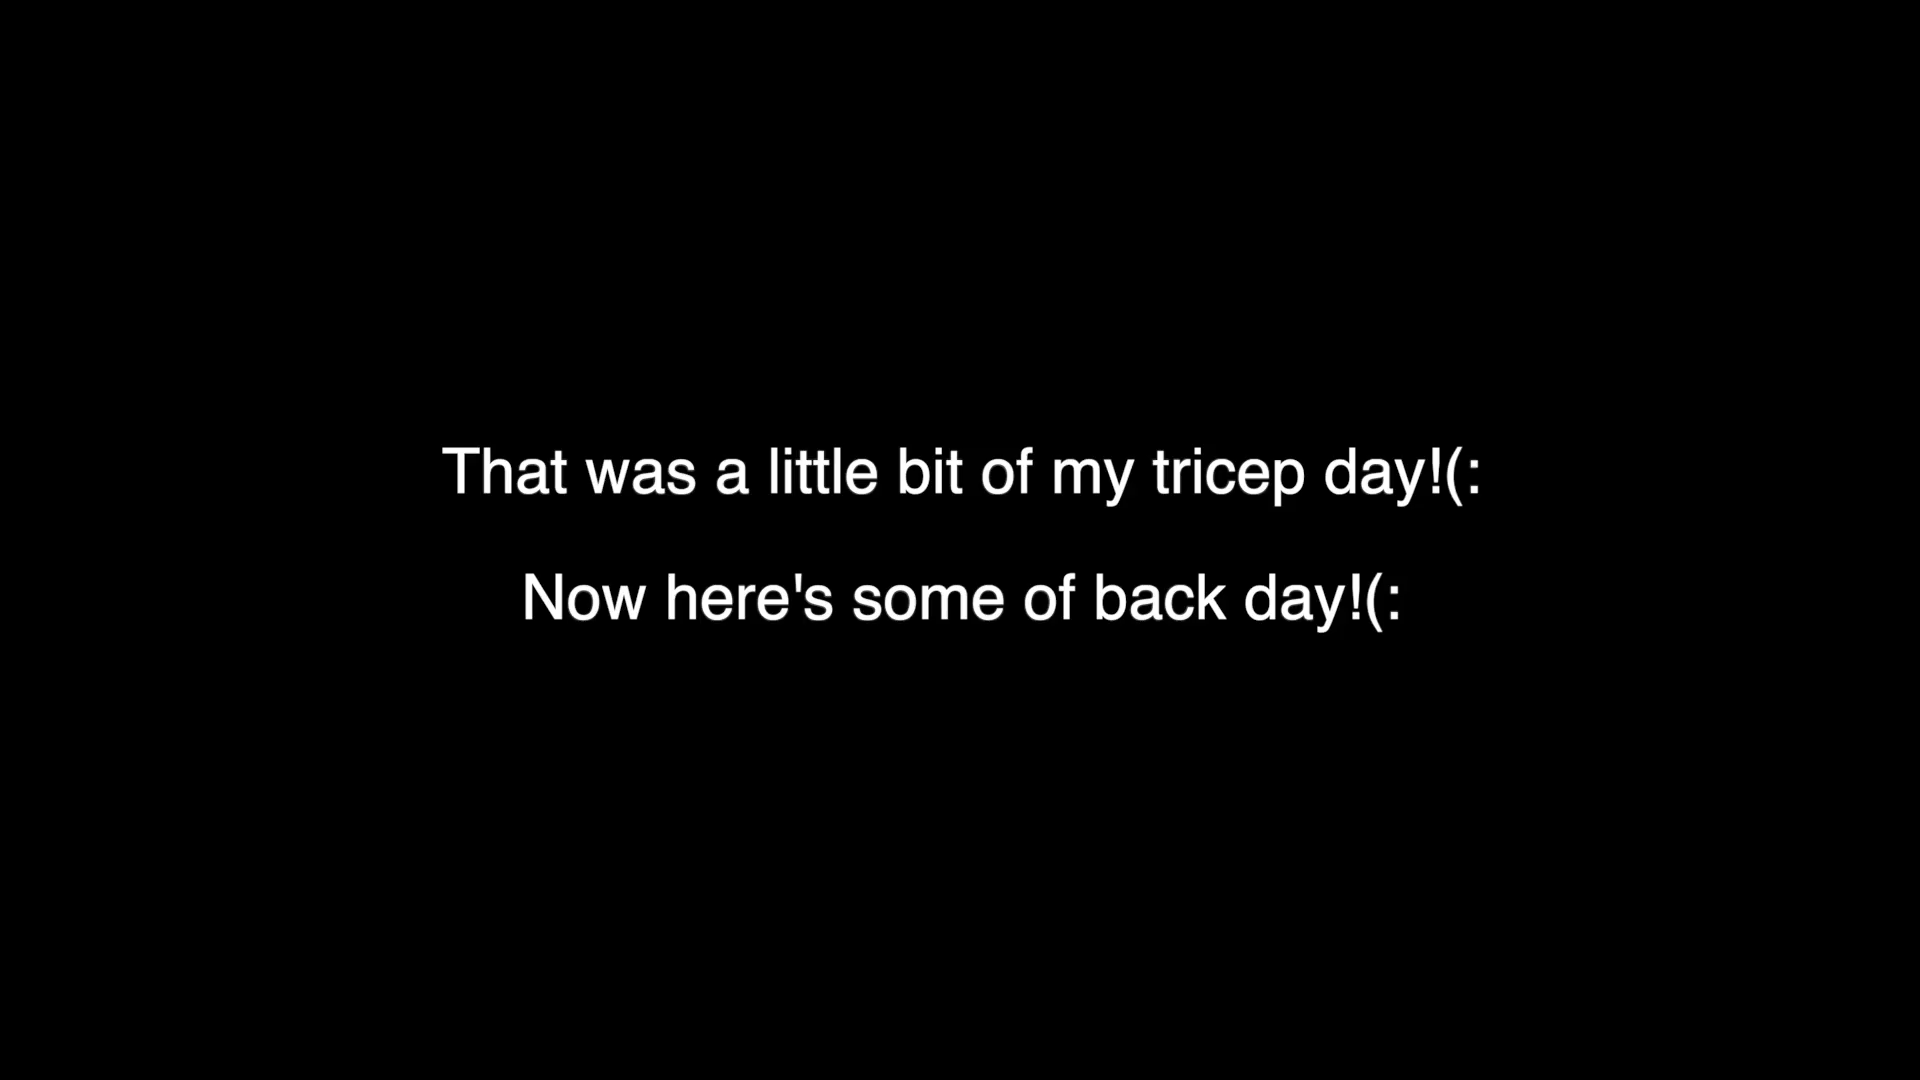 That was a little bit of my tricep day!(:
Now here's some of back day!(: